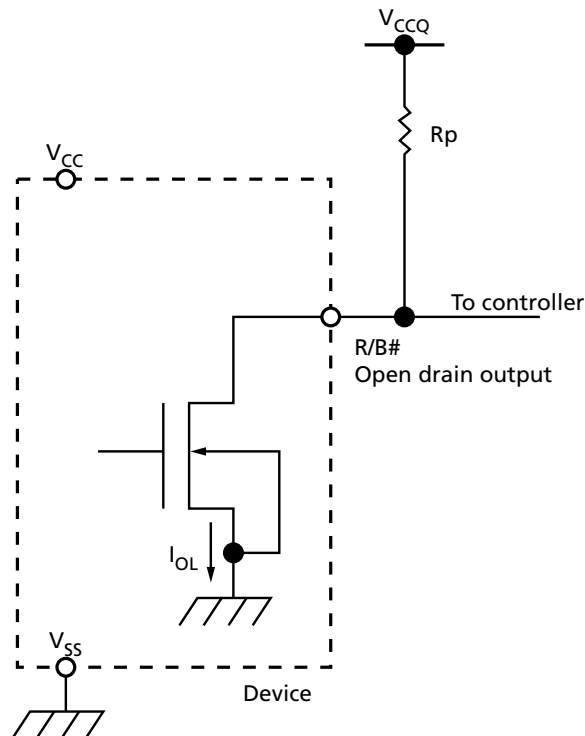 V_CCQ
Rp
V_CC
To controller
R/B#
Open drain output
I_OL
V_SS
Device